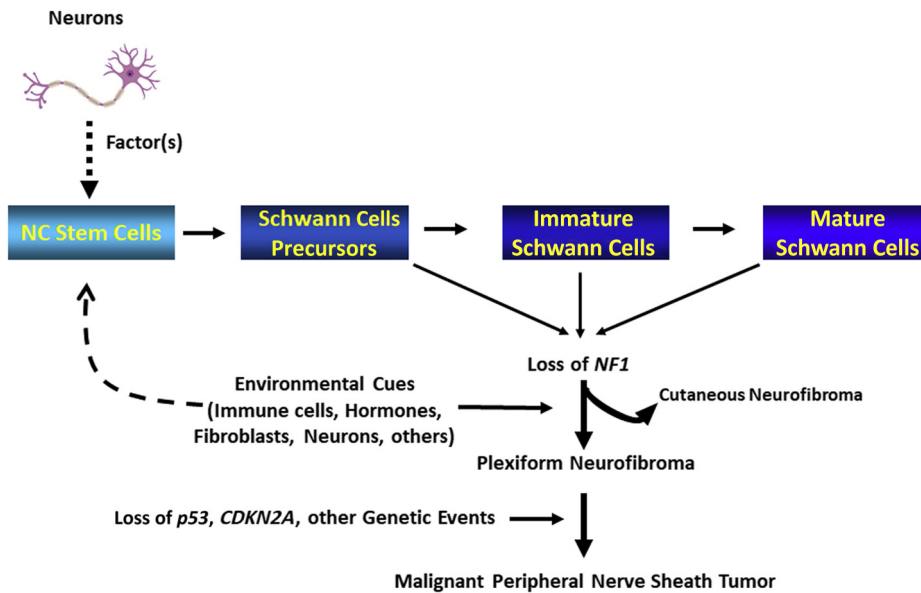 Neurons
Factor(s)
NC Stem Cells
Schwann Cells
Precursors
Immature
Schwann Cells
Mature
Schwann Cells
Loss of NF1
Environmental Cues
(Immune cells, Hormones,
Fibroblasts, Neurons, others)
Cutaneous Neurofibroma
Plexiform Neurofibroma
Loss of p53, CDKN2A, other Genetic Events
Malignant Peripheral Nerve Sheath Tumor